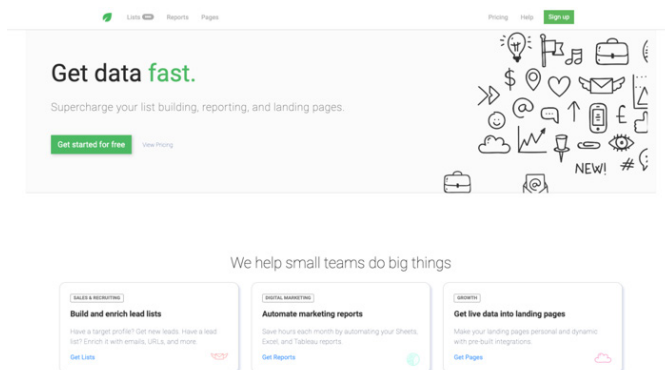 Lists
Reports
Pages
Pricing
Help
Sign up
Get data fast.
Supercharge your list building, reporting, and landing pages.
Get started for free
View Pricing
NEW!
We help small teams do big things
SALES & RECRUITING
Build and enrich lead lists
Have a target profile? Get new leads. Have a lead
list? Enrich it with emails, URLs, and more.
Get Lists
DIGITAL MARKETING
Automate marketing reports
Save hours each month by automating your Sheets,
Excel, and Tableau reports.
Get Reports
GROWTH
Get live data into landing pages
Make your landing pages personal and dynamic
with pre-built integrations.
Get Pages